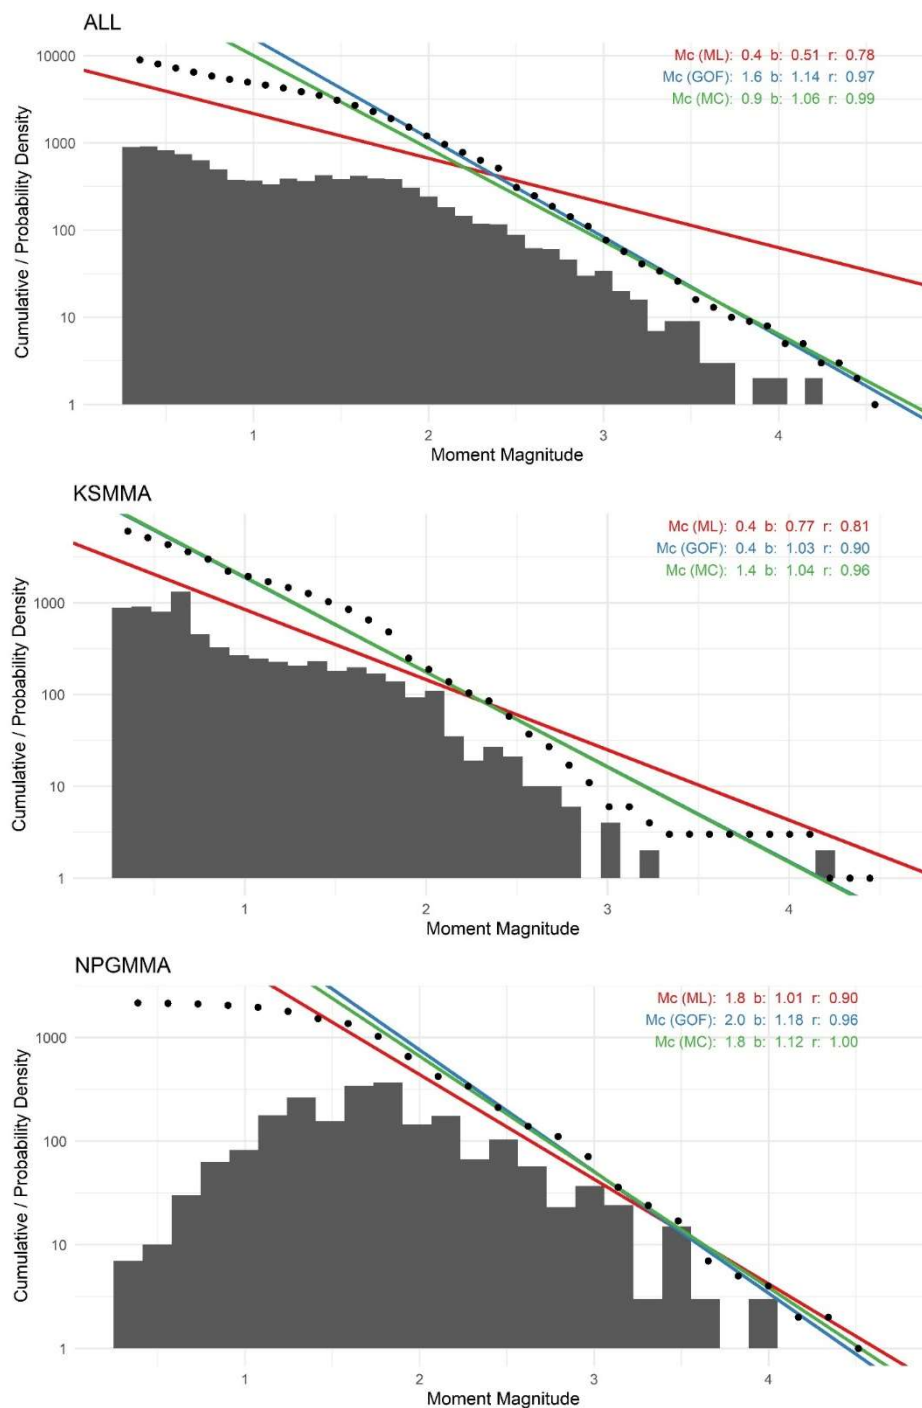 ALL
Mc (ML): 0.4 b: 0.51 r: 0.78
Mc (GOF): 1.6 b: 1.14 r: 0.97
Mc (MC): 0.9 b: 1.06 r: 0.99
Cumulative / Probability Density
10000
1000
100
10
1
1 2 3 4
Moment Magnitude
KSMMA
Mc (ML): 0.4 b: 0.77 r: 0.81
Mc (GOF): 0.4 b: 1.03 r: 0.90
Mc (MC): 1.4 b: 1.04 r: 0.96
Cumulative / Probability Density
1000
100
10
1
1 2 3 4
Moment Magnitude
NPGMMA
Mc (ML): 1.8 b: 1.01 r: 0.90
Mc (GOF): 2.0 b: 1.18 r: 0.96
Mc (MC): 1.8 b: 1.12 r: 1.00
Cumulative / Probability Density
1000
100
10
1
1 2 3 4
Moment Magnitude